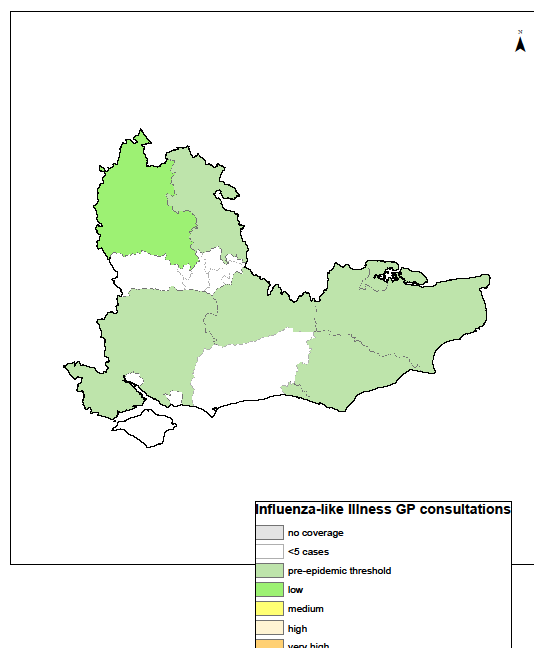 N
Influenza-like Illness GP consultations
no coverage
<5 cases
pre-epidemic threshold
low
medium
high
very high